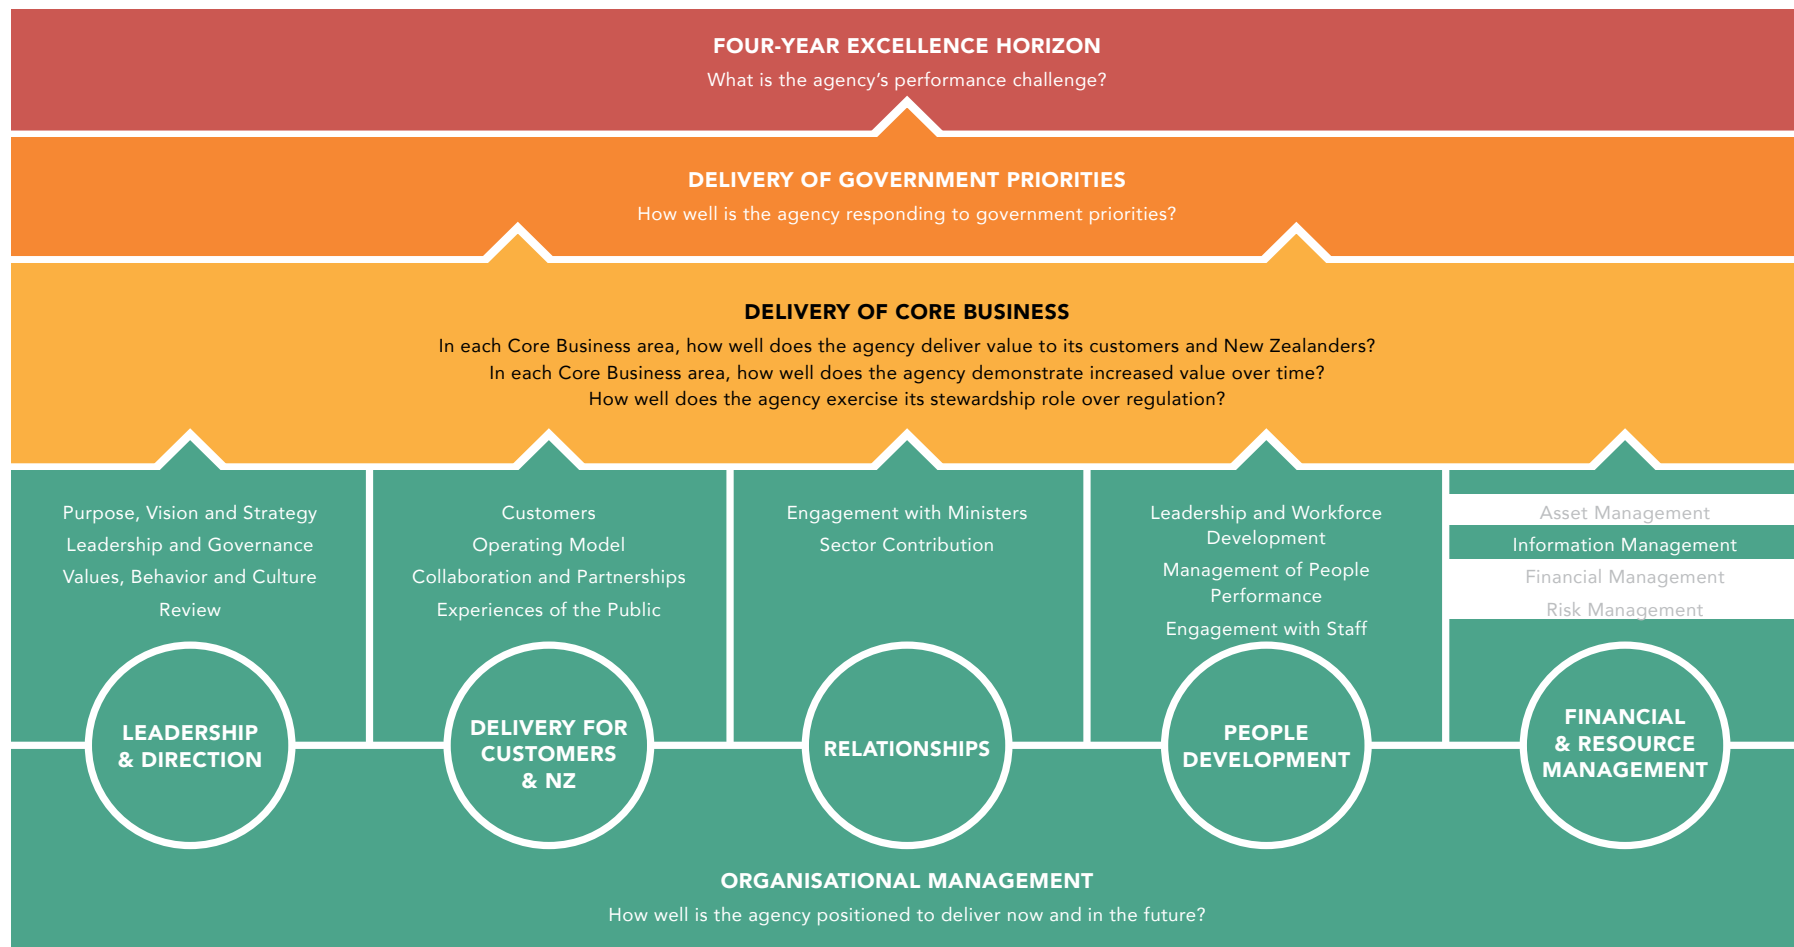 FOUR-YEAR EXCELLENCE HORIZON
What is the agency’s performance challenge?
DELIVERY OF GOVERNMENT PRIORITIES
How well is the agency responding to government priorities?
DELIVERY OF CORE BUSINESS
In each Core Business area, how well does the agency deliver value to its customers and New Zealanders?
In each Core Business area, how well does the agency demonstrate increased value over time?
How well does the agency exercise its stewardship role over regulation?
Purpose, Vision and Strategy
Leadership and Governance
Values, Behavior and Culture
Review
LEADERSHIP
& DIRECTION
Customers
Operating Model
Collaboration and Partnerships
Experiences of the Public
DELIVERY FOR
CUSTOMERS
& NZ
Engagement with Ministers
Sector Contribution
RELATIONSHIPS
Leadership and Workforce
Development
Management of People
Performance
Engagement with Staff
PEOPLE
DEVELOPMENT
Asset Management
Information Management
Financial Management
Risk Management
FINANCIAL
& RESOURCE
MANAGEMENT
ORGANISATIONAL MANAGEMENT
How well is the agency positioned to deliver now and in the future?